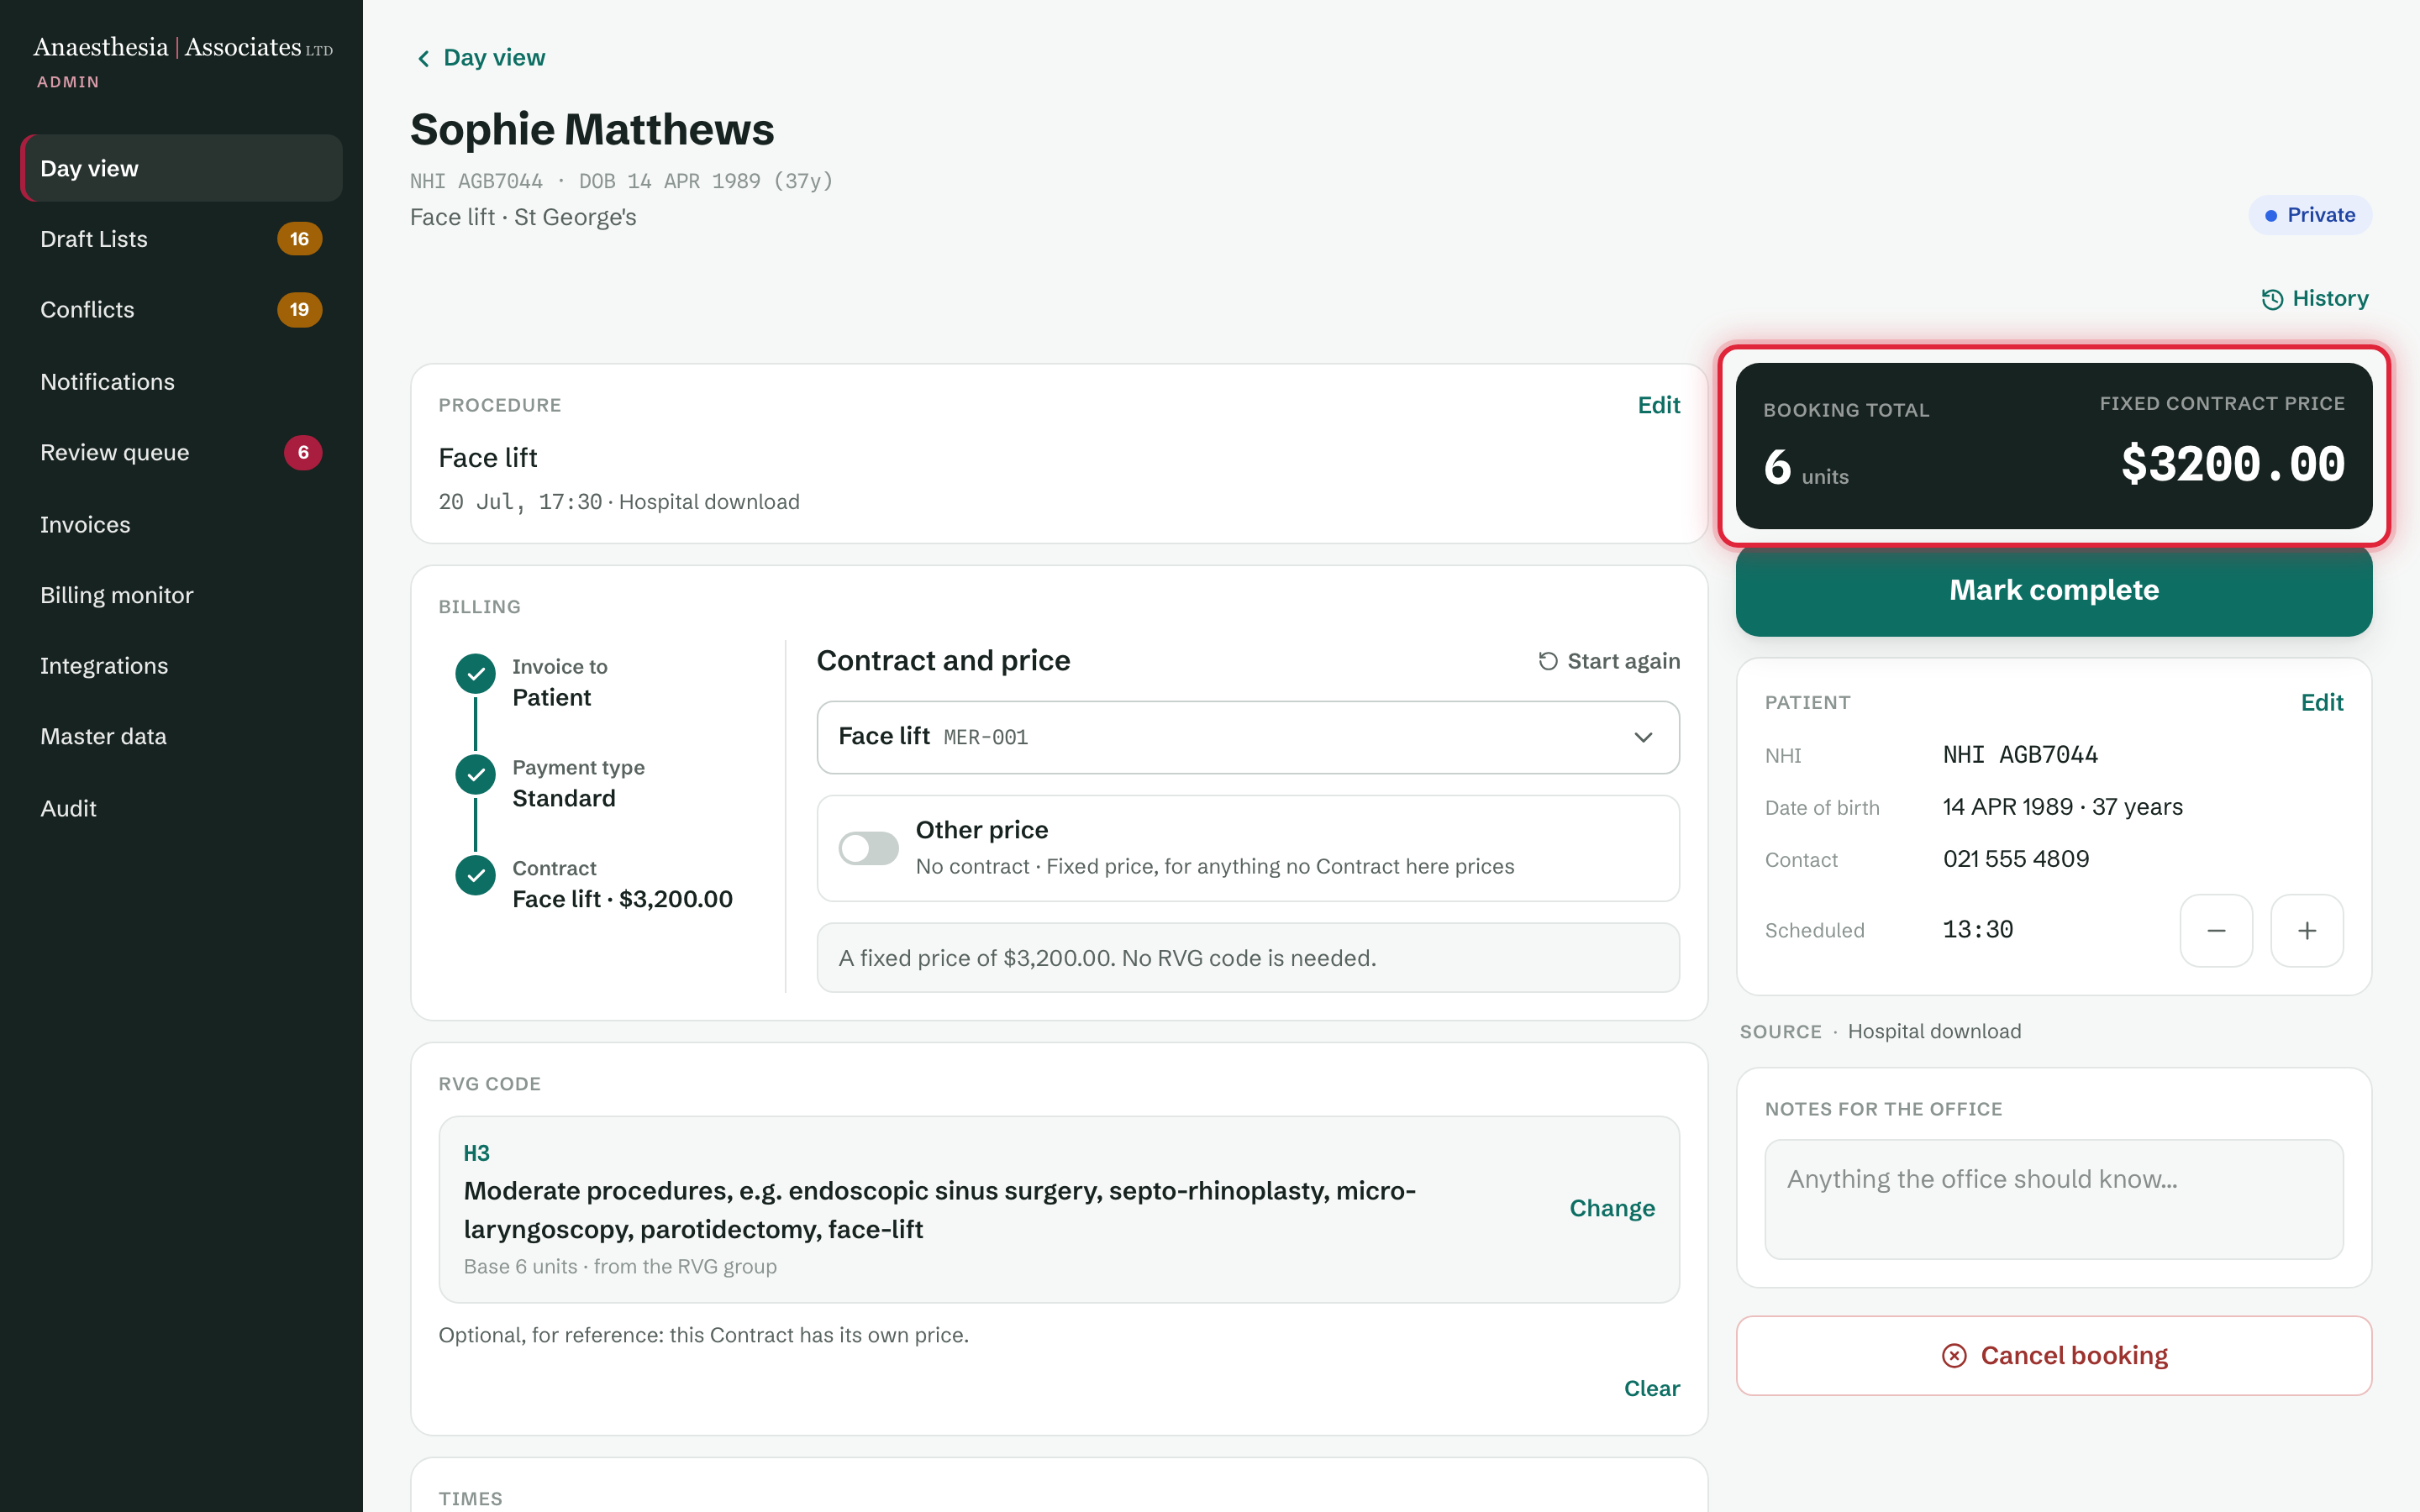 Anaesthesia | Associates LTD
ADMIN
Day view
Draft Lists 16
Conflicts 19
Notifications
Review queue 6
Invoices
Billing monitor
Integrations
Master data
Audit
Day view
Sophie Matthews
NHI AGB7044 · DOB 14 APR 1989 (37y)
Face lift · St George's
Private
History
PROCEDURE Edit
Face lift
20 Jul, 17:30 · Hospital download
BILLING
Invoice to
Patient
Payment type
Standard
Contract
Face lift · $3,200.00
Contract and price Start again
Face lift MER-001
Other price
No contract · Fixed price, for anything no Contract here prices
A fixed price of $3,200.00. No RVG code is needed.
RVG CODE
H3
Moderate procedures, e.g. endoscopic sinus surgery, septo-rhinoplasty, micro-
laryngoscopy, parotidectomy, face-lift
Base 6 units · from the RVG group
Change
Optional, for reference: this Contract has its own price.
Clear
TIMES
BOOKING TOTAL FIXED CONTRACT PRICE
6 units $3200.00
Mark complete
PATIENT Edit
NHI NHI AGB7044
Date of birth 14 APR 1989 · 37 years
Contact 021 555 4809
Scheduled 13:30 − +
SOURCE · Hospital download
NOTES FOR THE OFFICE
Anything the office should know...
Cancel booking